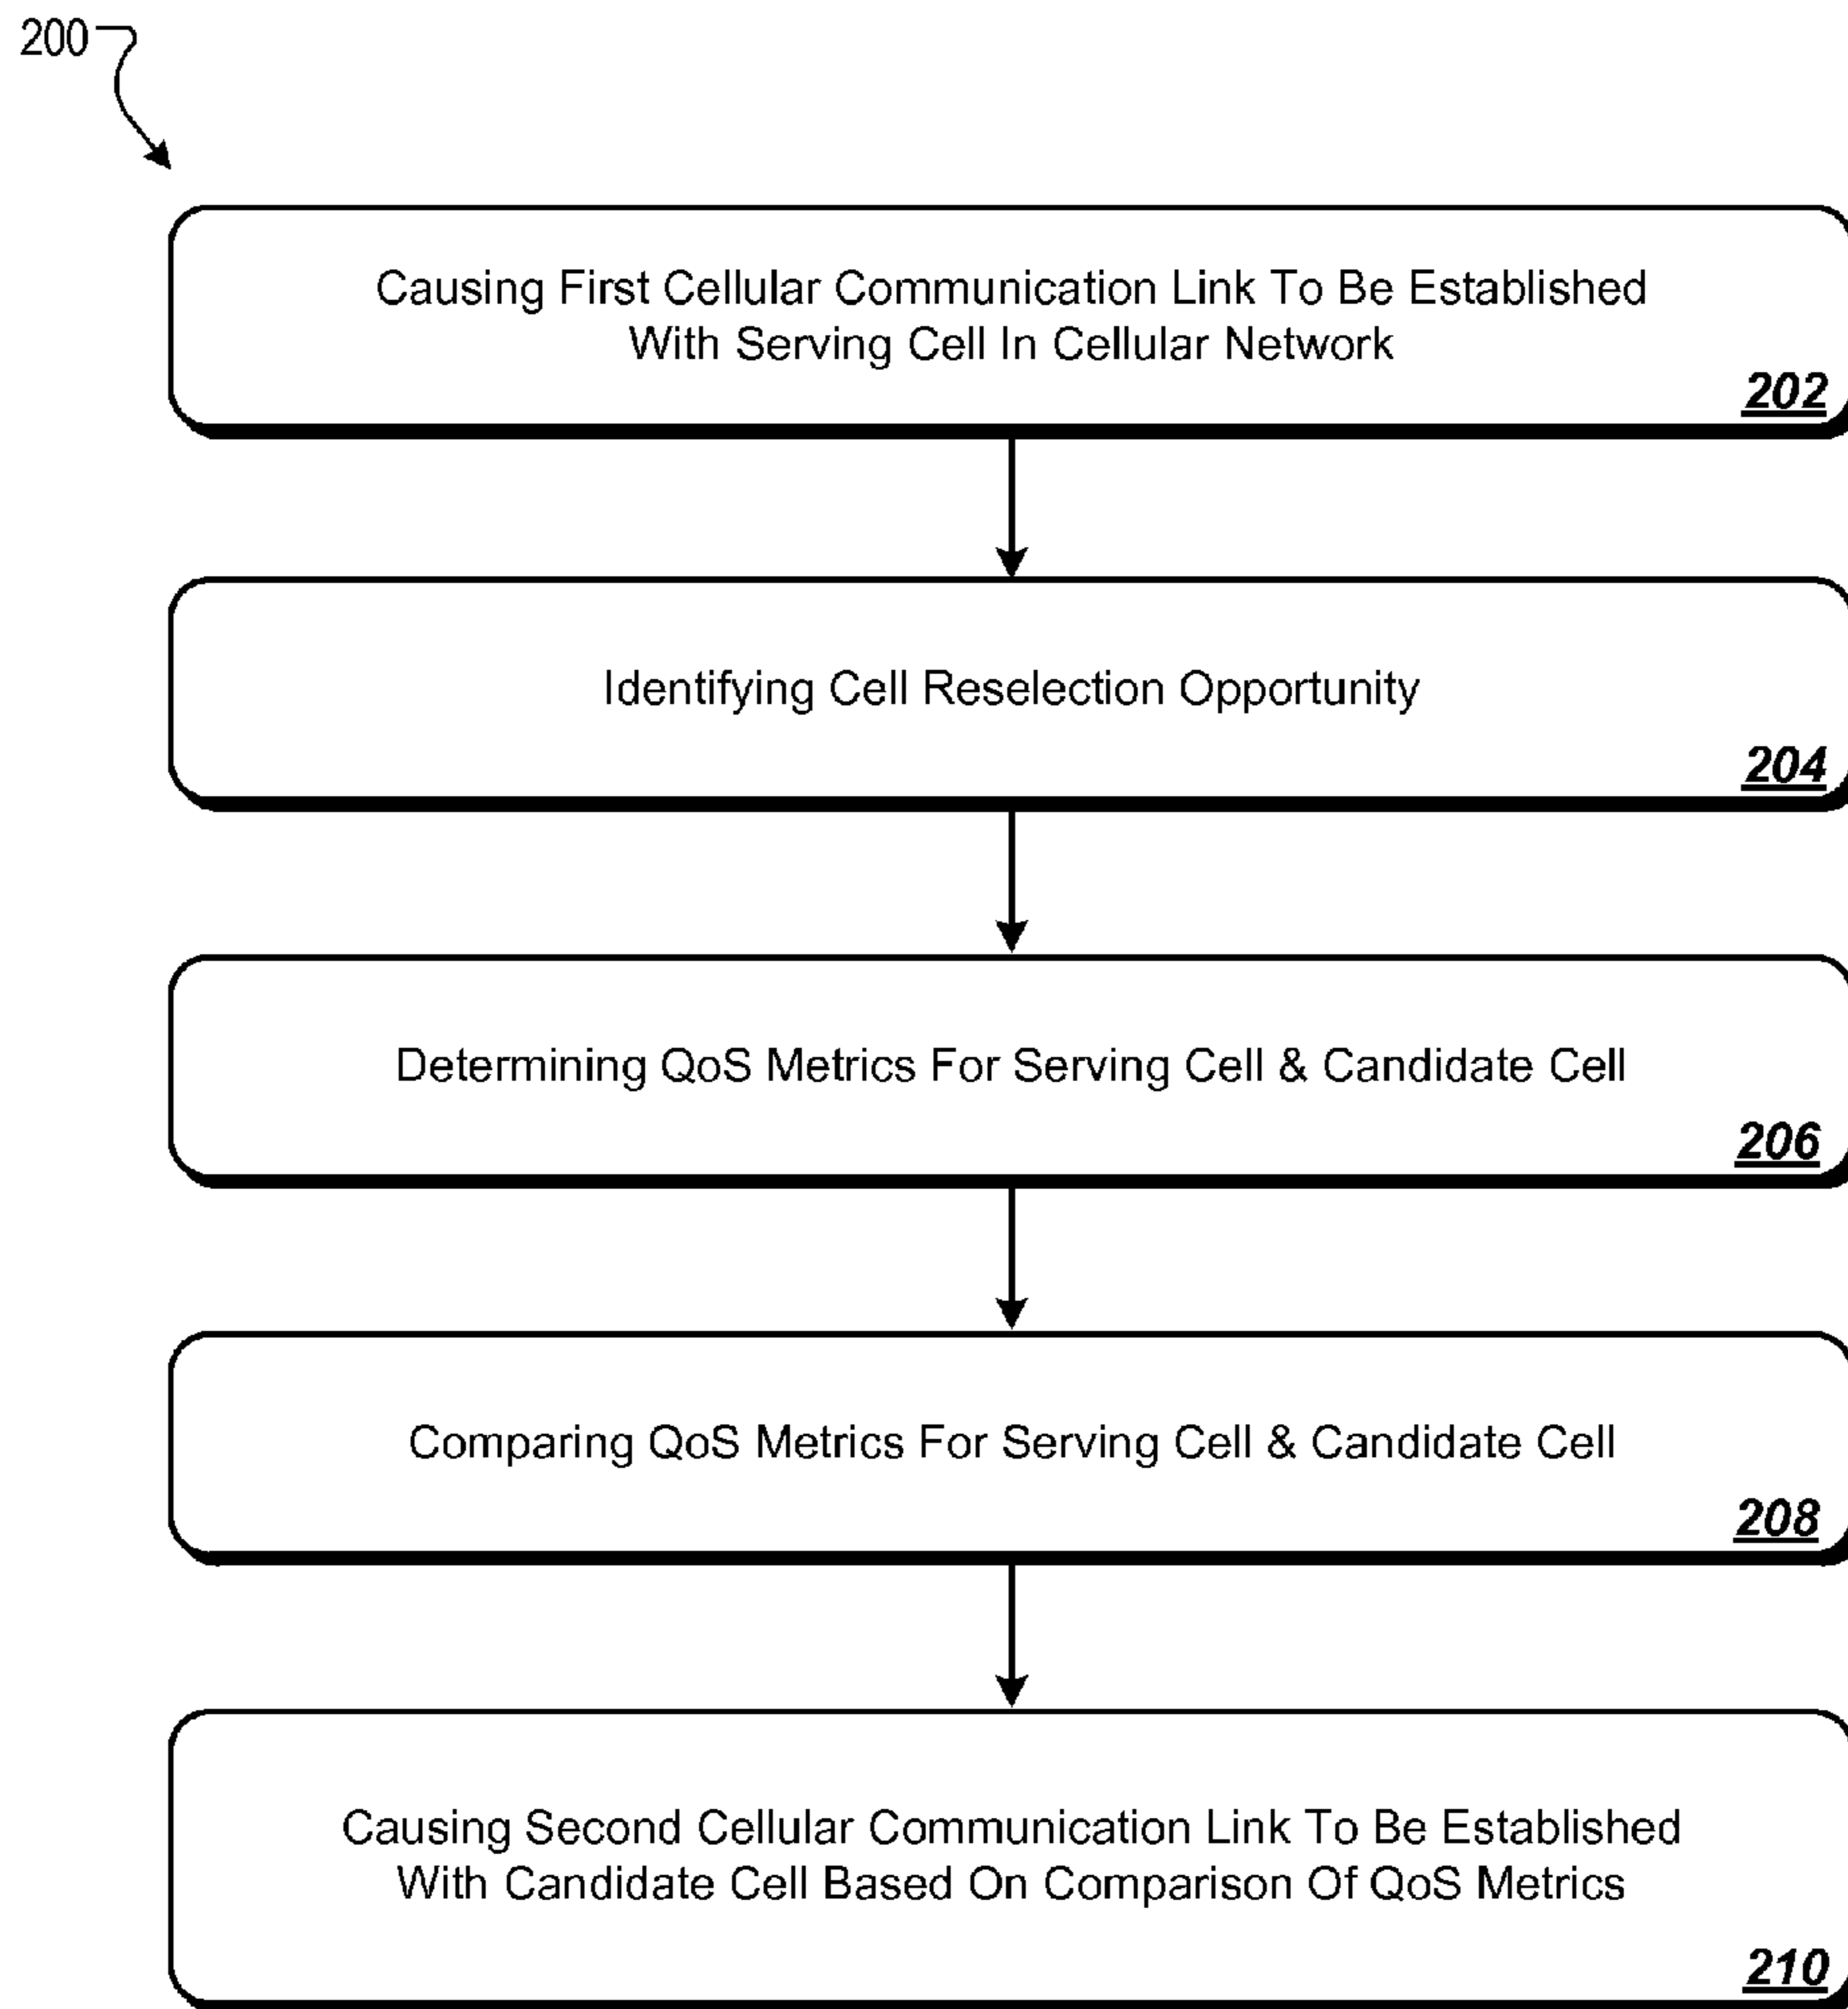 200
Causing First Cellular Communication Link To Be Established
With Serving Cell In Cellular Network
202
Identifying Cell Reselection Opportunity
204
Determining QoS Metrics For Serving Cell & Candidate Cell
206
Comparing QoS Metrics For Serving Cell & Candidate Cell
208
Causing Second Cellular Communication Link To Be Established
With Candidate Cell Based On Comparison Of QoS Metrics
210